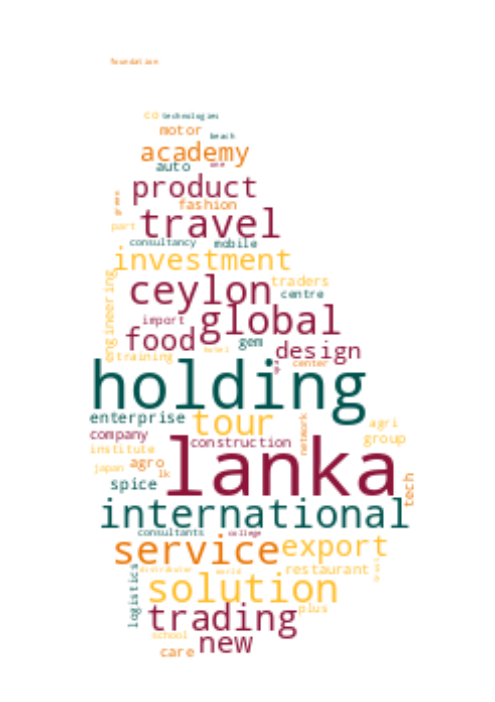 foundation
co technologies
motor beach
academy
auto
product
fashion
travel
part
consultancy mobile
investment
engineering
traders
ceylon centre
global
import
food gem design
training hotel
center
holding
enterprise tour agri
company construction network group
institute
lanka
japan agro lk
spice tech
international
consultants college
service export
distributor world restaurant
solution
logistics
trading plus
school new
care